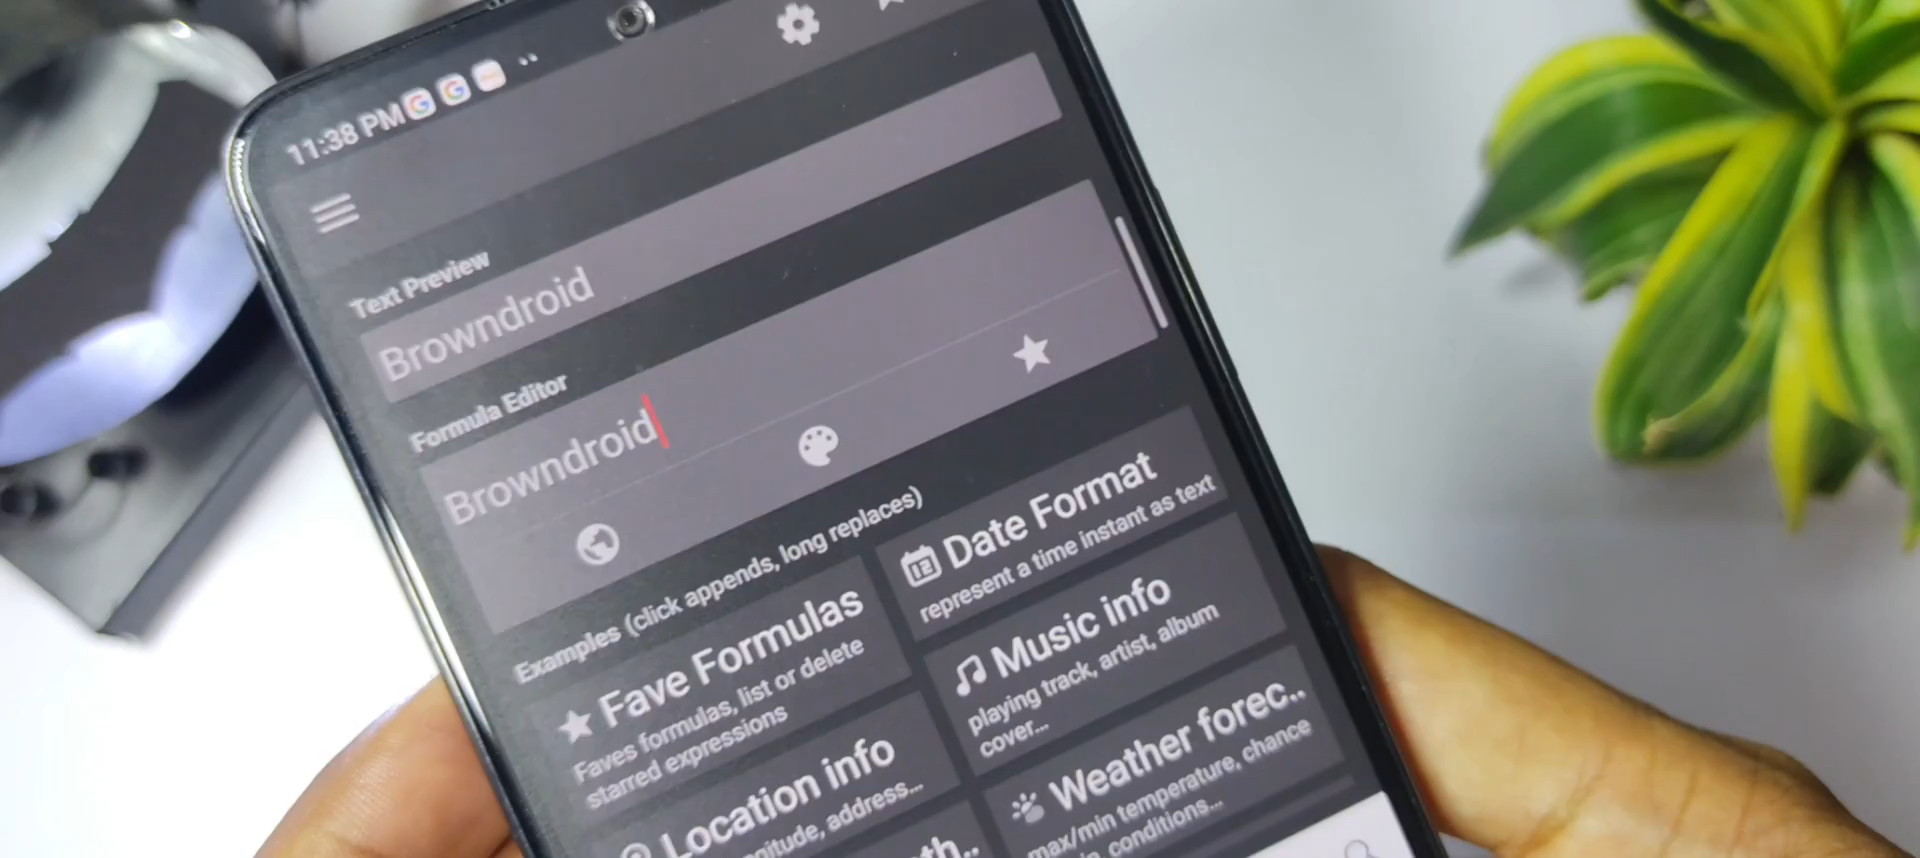 11:38 PM
Text Preview
Browndroid
Formula Editor
Browndroid
Examples (click appends, long replaces)
Fave Formulas
Faves formulas, list or delete
starred expressions
Date Format
represent a time instant as text
Music info
playing track, artist, album
cover...
Location info
address...
Weather forec..
max/min temperature, chance
conditions...